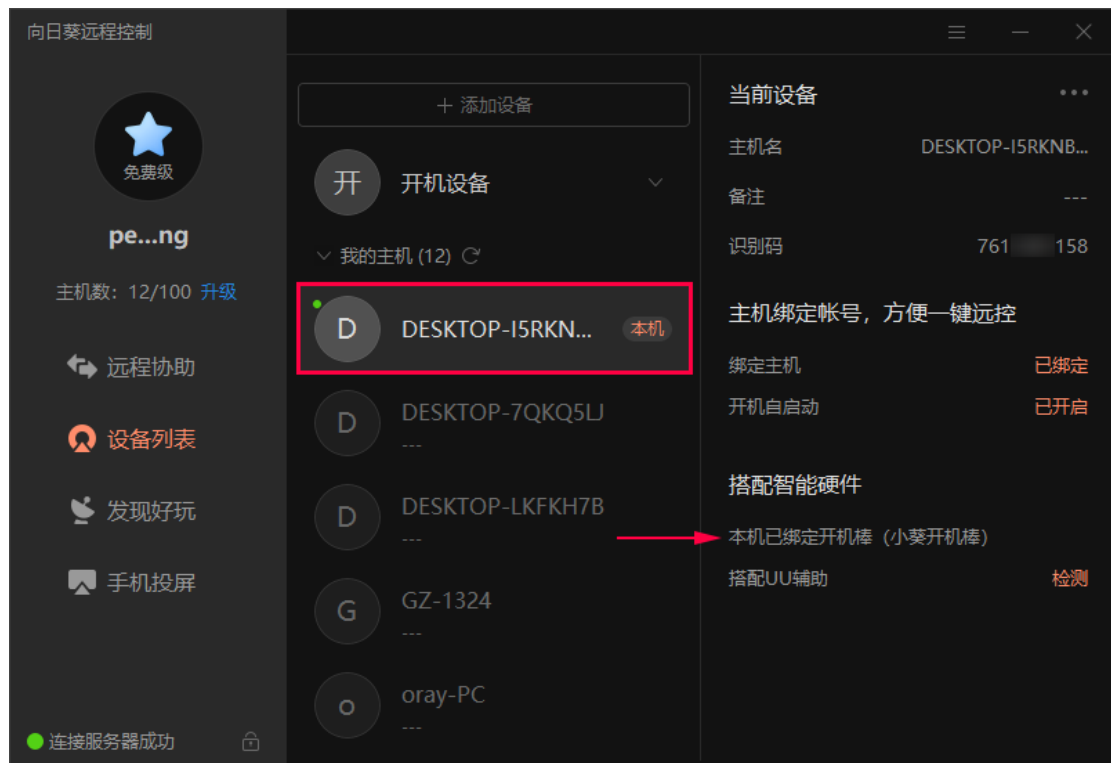 向日葵远程控制
免费级
pe...ng
主机数：12/100 升级
远程协助
设备列表
发现好玩
手机投屏
连接服务器成功
添加设备
开 开机设备
我的主机 (12)
D DESKTOP-I5RKN... 本机
D DESKTOP-7QKQ5LJ
---
D DESKTOP-LKFKH7B
---
G GZ-1324
---
o oray-PC
---
当前设备
主机名 DESKTOP-I5RKNB...
备注 ---
识别码 761 158
主机绑定帐号，方便一键远控
绑定主机 已绑定
开机自启动 已开启
搭配智能硬件
本机已绑定开机棒（小葵开机棒）
搭配UU辅助 检测